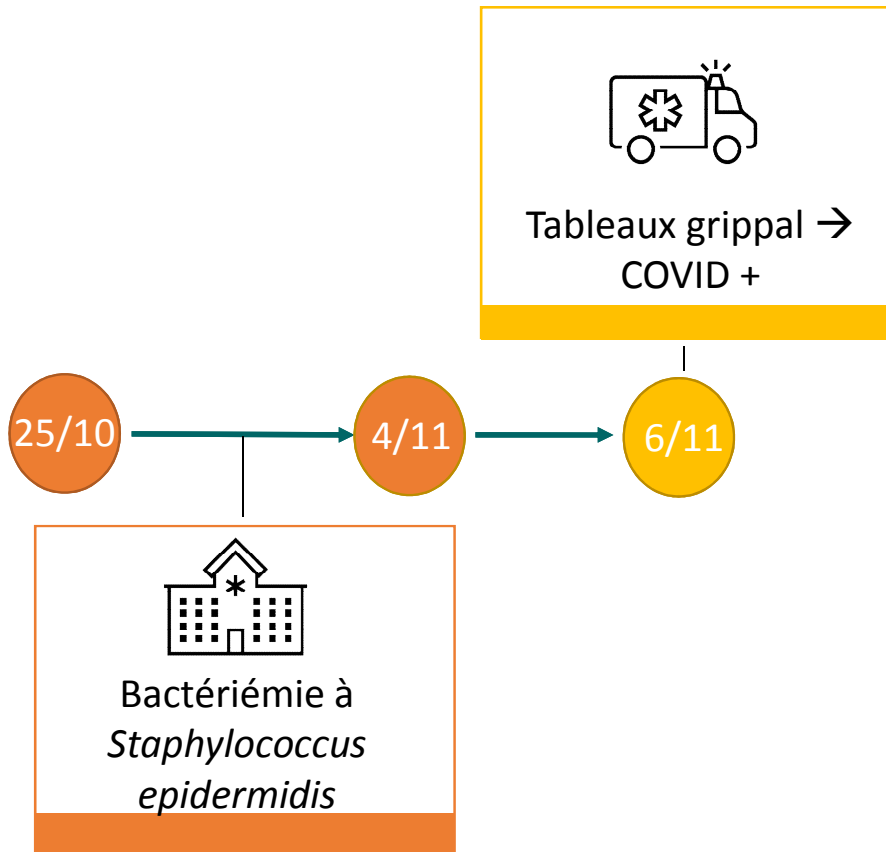 Tableaux grippal →
COVID +
25/10
4/11
6/11
Bactériémie à
Staphylococcus
epidermidis